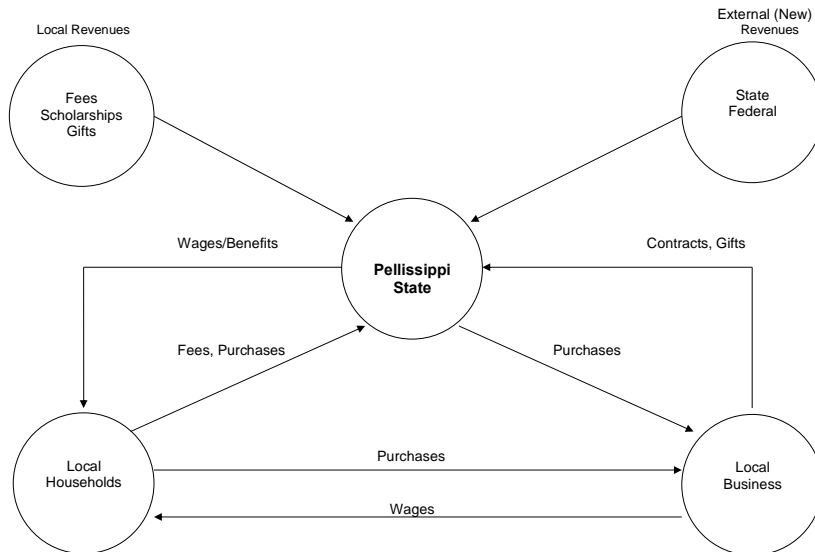 Local Revenues
External (New)
Revenues
Fees
Scholarships
Gifts
State
Federal
Wages/Benefits
Contracts, Gifts
Pellissippi
State
Fees, Purchases
Purchases
Local
Households
Purchases
Local
Business
Wages